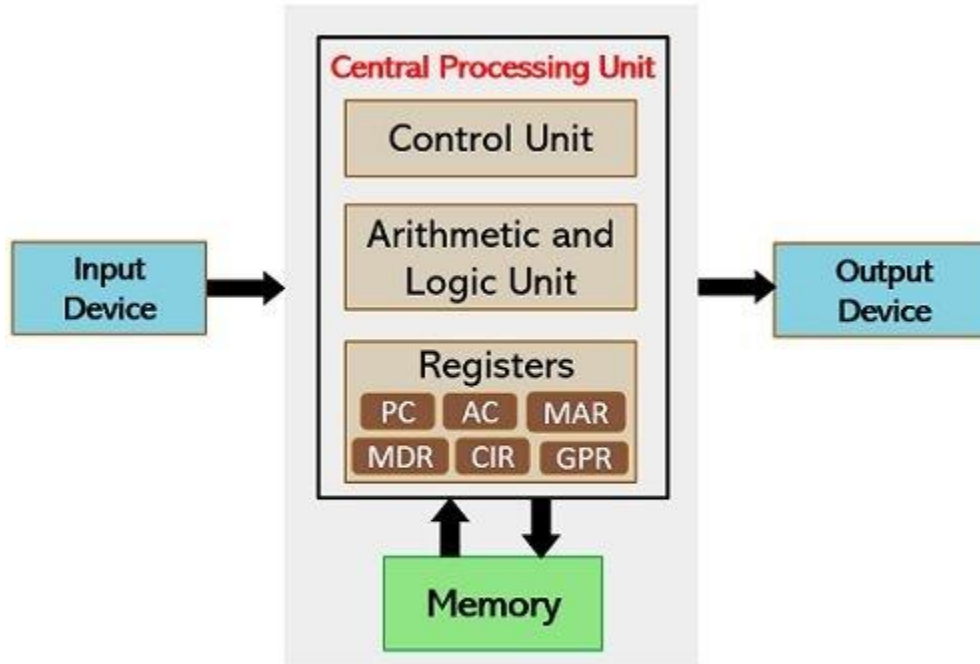 Central Processing Unit
Control Unit
Arithmetic and
Logic Unit
Input
Device
Output
Device
Registers
PC AC MAR
MDR CIR GPR
Memory